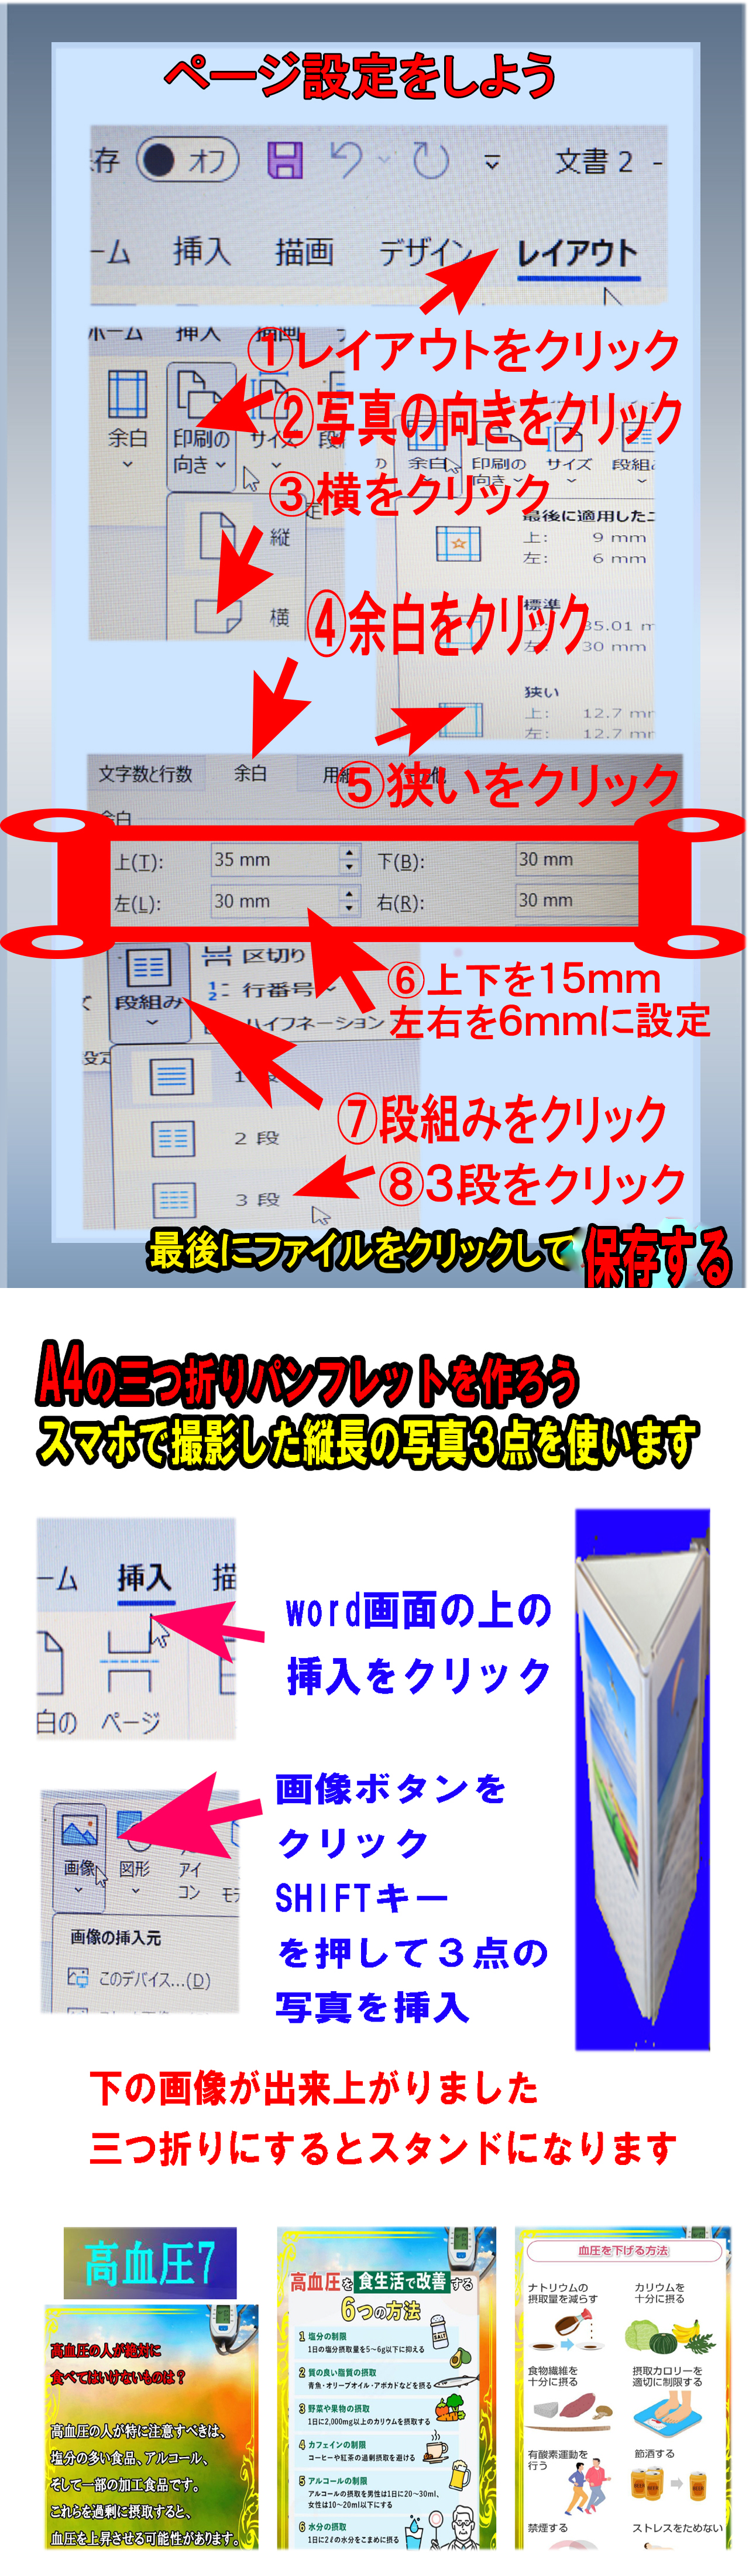 ページ設定をしよう
存 オフ 文書 2 -
ーム 挿入 描画 デザイン レイアウト
ホーム 挿入 描画
①レイアウトをクリック
②写真の向きをクリック
余白 印刷の向き サイズ 段組
余白 印刷の向き サイズ 段組み
③横をクリック
縦
横
最後に適用したユ
上: 9 mm
左: 6 mm
標準
上: 35.01 m
左: 30 mm
④余白をクリック
狭い
上: 12.7 mm
左: 12.7 mm
文字数と行数 余白 用紙 その他
⑤狭いをクリック
余白
上(T): 35 mm 下(B): 30 mm
左(L): 30 mm 右(R): 30 mm
段組み
区切り
行番号
ハイフネーション
⑥上下を15mm
左右を6mmに設定
1 段
2 段
3 段
⑦段組みをクリック
⑧3段をクリック
最後にファイルをクリックして保存する
A4の三つ折りパンフレットを作ろう
スマホで撮影した縦長の写真３点を使います
ーム 挿入 描
白の ページ
word画面の上の
挿入をクリック
画像 図形 アイコン モデ
画像の挿入元
このデバイス...(D)
画像ボタンを
クリック
SHIFTキー
を押して３点の
写真を挿入
下の画像が出来上がりました
三つ折りにするとスタンドになります
高血圧7
高血圧の人が絶対に
食べてはいけないものは？
高血圧の人が特に注意すべきは、
塩分の多い食品、アルコール、
そして一部の加工食品です。
これらを過剰に摂取すると、
血圧を上昇させる可能性があります。
高血圧を食生活で改善する
6つの方法
SALT
1 塩分の制限
1日の塩分摂取量を5～6g以下に抑える
2 質の良い脂質の摂取
青魚・オリーブオイル・アボカドなどを摂る
3 野菜や果物の摂取
1日に2,000mg以上のカリウムを摂取する
4 カフェインの制限
コーヒーや紅茶の過剰摂取を避ける
5 アルコールの制限
アルコールの摂取を男性は1日に20～30ml、
女性は10～20ml以下にする
6 水分の摂取
1日に2ℓの水分をこまめに摂る
血圧を下げる方法
ナトリウムの
摂取量を減らす
カリウムを
十分に摂る
食物繊維を
十分に摂る
摂取カロリーを
適切に制限する
有酸素運動を
行う
節酒する
禁煙する
ストレスをためない